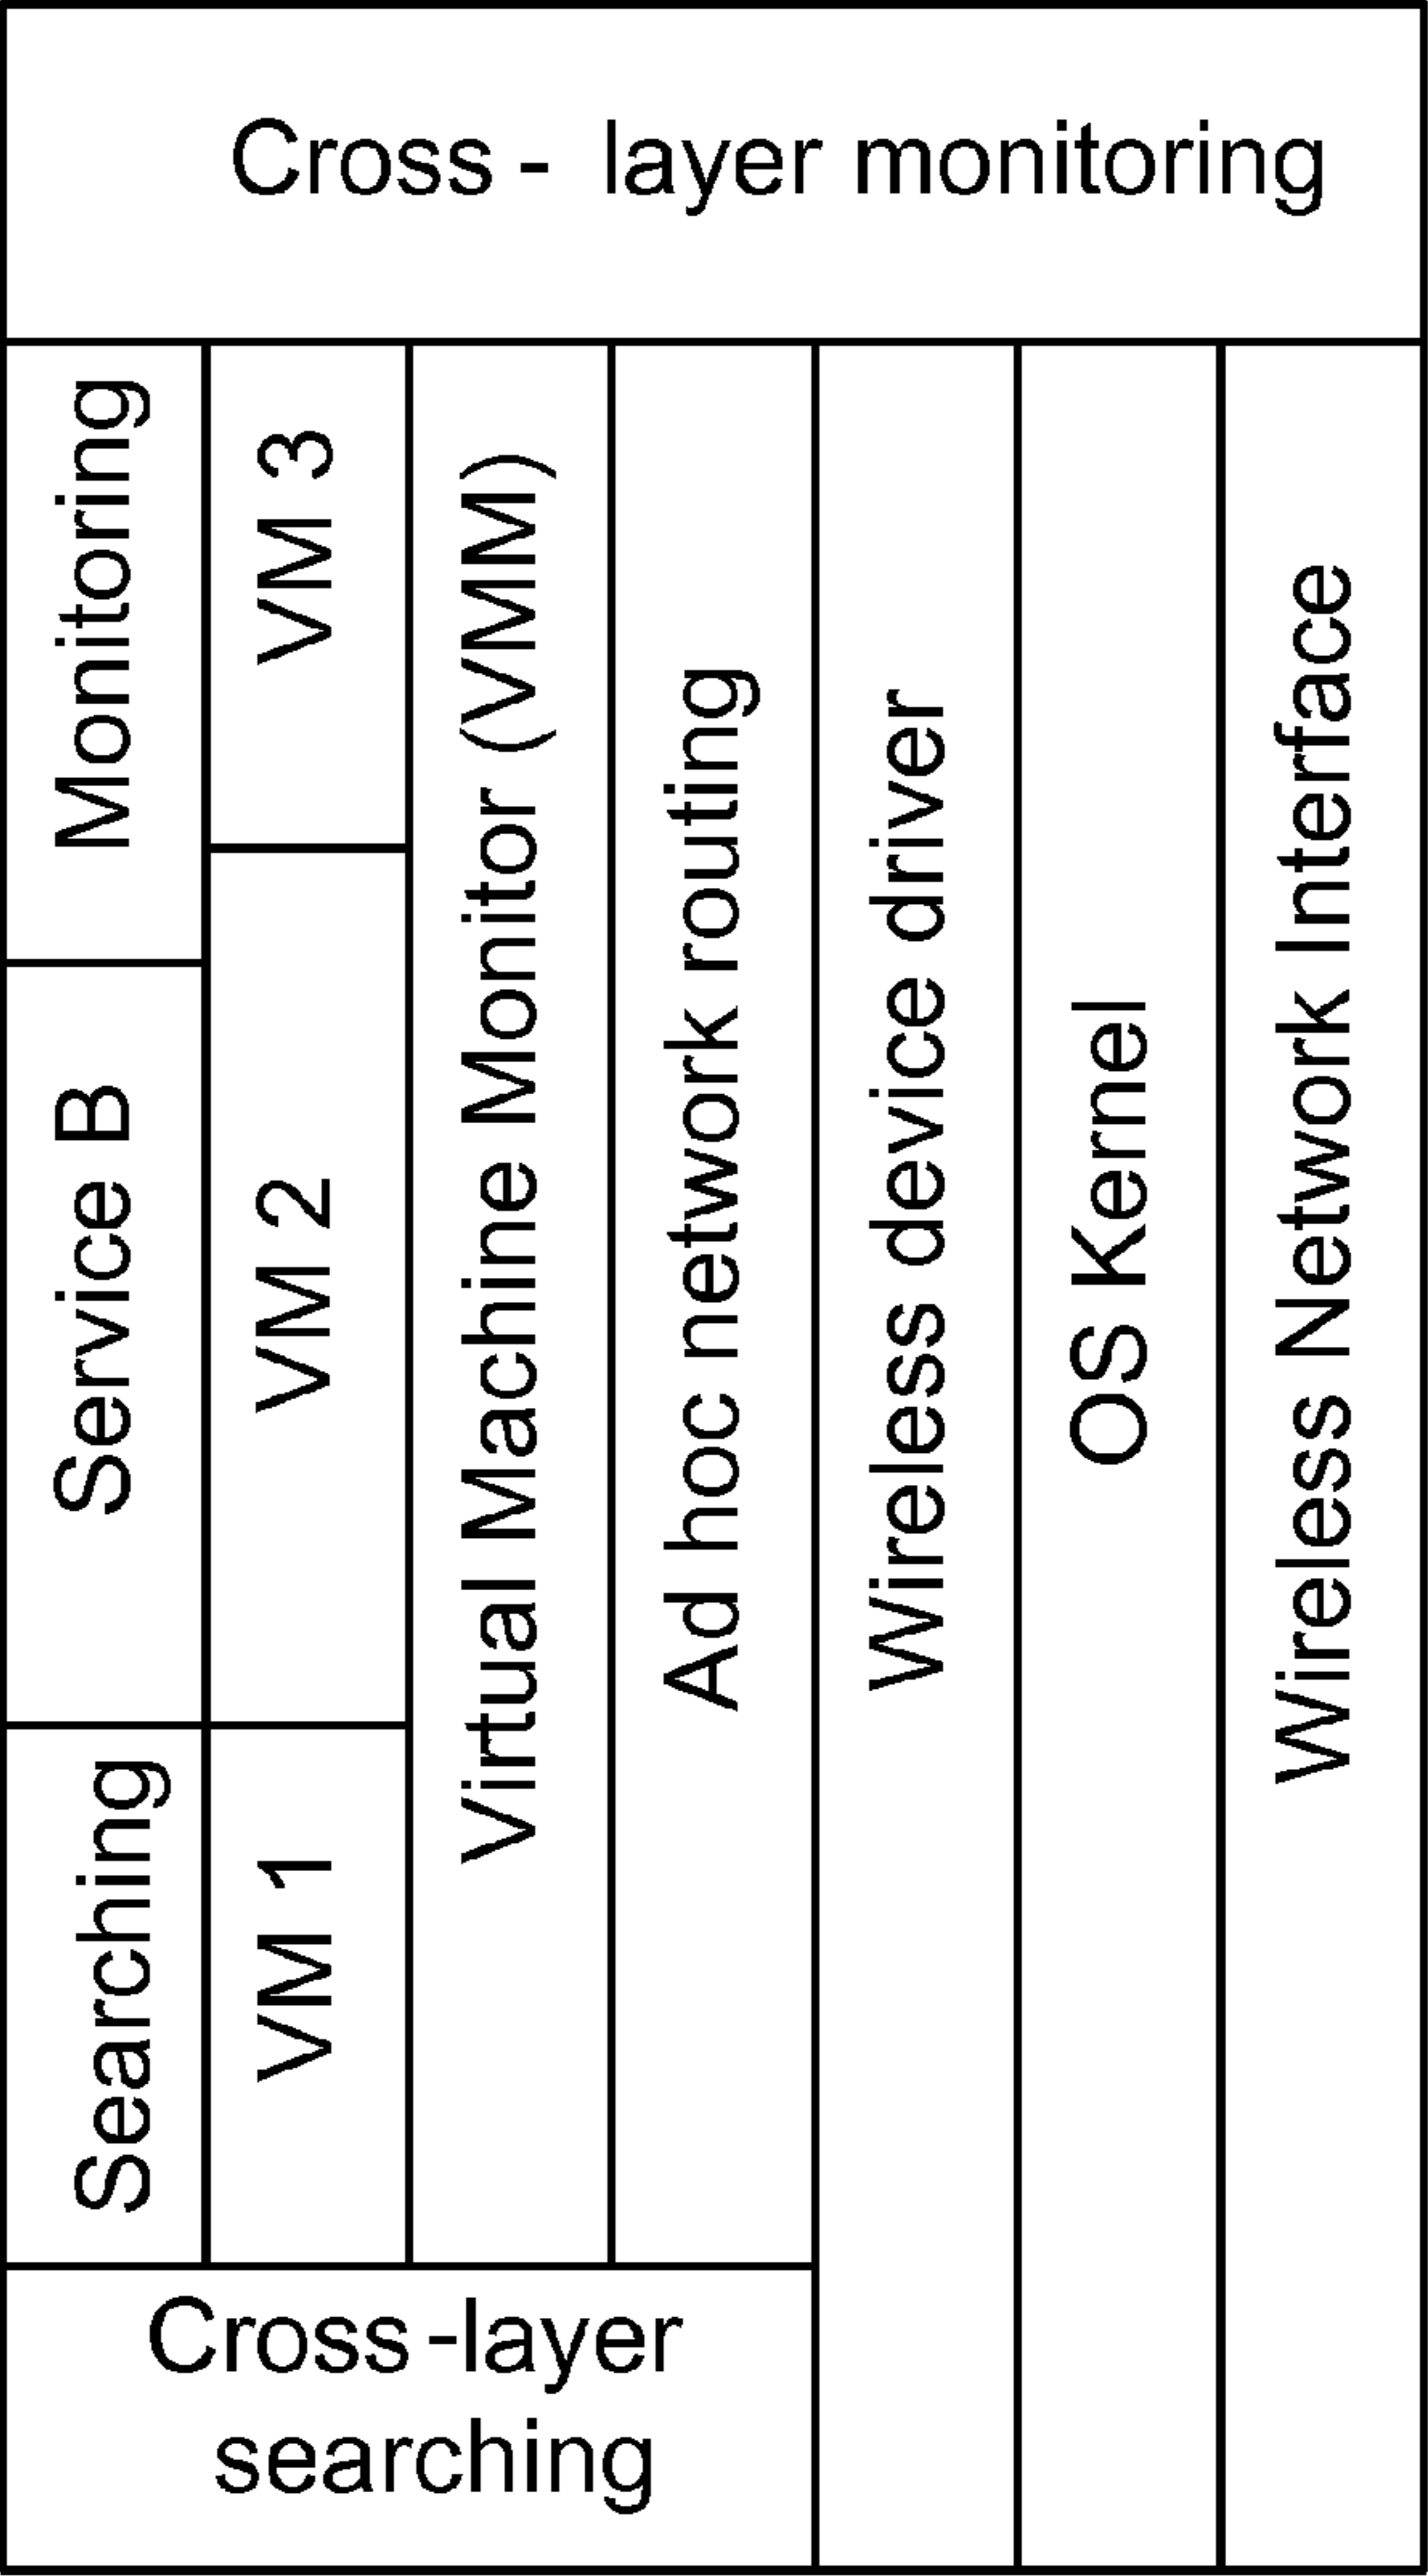 Cross - layer monitoring
Monitoring
Service B
Searching
VM 3
VM 2
VM 1
Virtual Machine Monitor (VMM)
Ad hoc network routing
Wireless device driver
OS Kernel
Wireless Network Interface
Cross-layer
searching